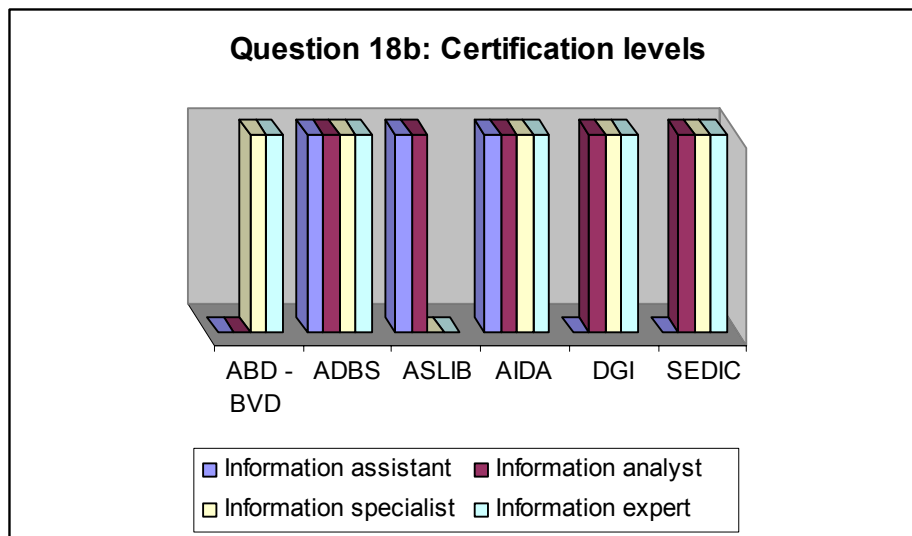 Question 18b: Certification levels
ABD - ADBS ASLIB AIDA DGI SEDIC
BVD
Information assistant Information analyst
Information specialist Information expert